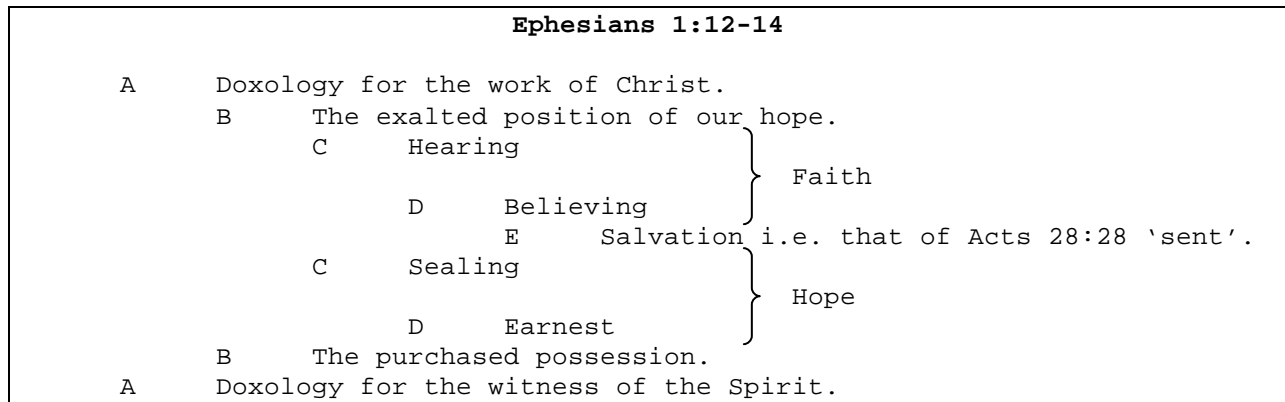 Ephesians 1:12-14
A Doxology for the work of Christ.
B The exalted position of our hope.
C Hearing
Faith
D Believing
E Salvation i.e. that of Acts 28:28 ‘sent’.
C Sealing
Hope
D Earnest
B The purchased possession.
A Doxology for the witness of the Spirit.